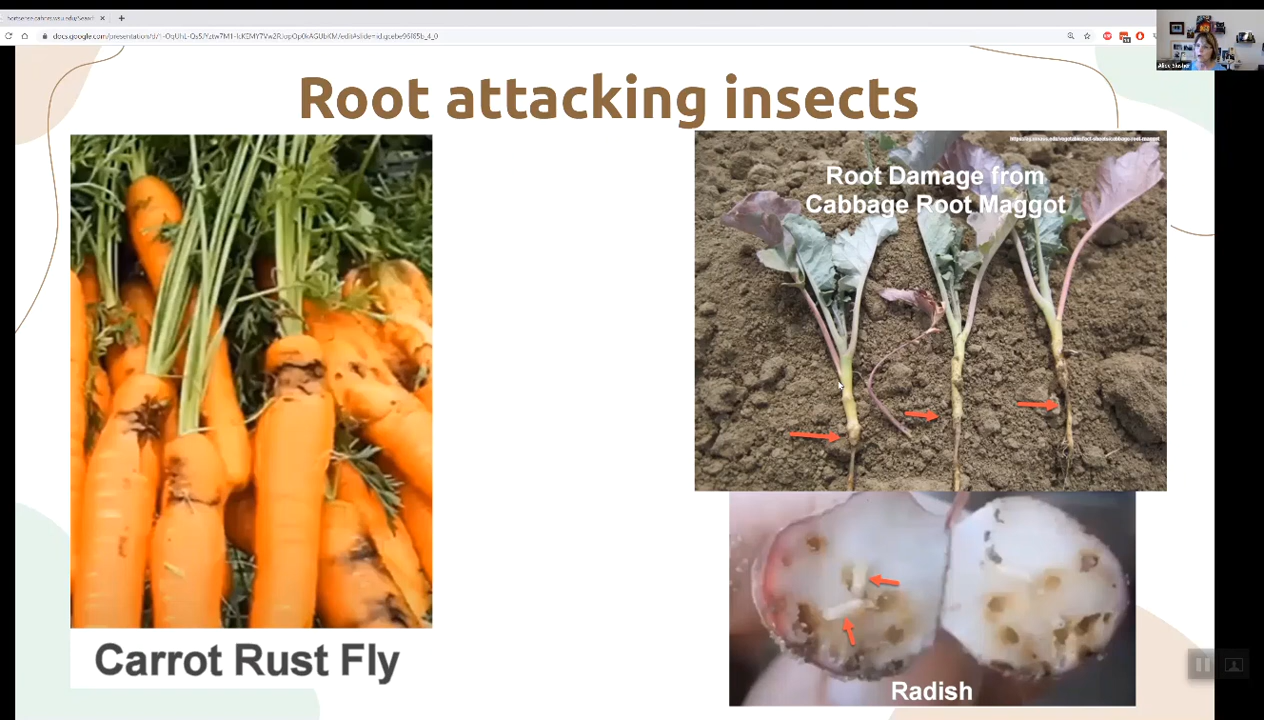 Root attacking insects
Root Damage from
Cabbage Root Maggot
Carrot Rust Fly
Radish